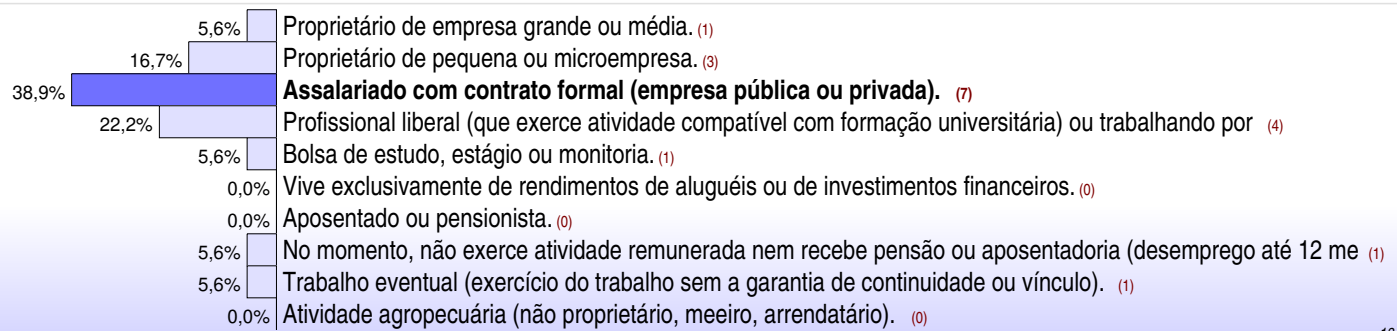 5,6% Proprietário de empresa grande ou média. (1)
16,7% Proprietário de pequena ou microempresa. (3)
38,9% Assalariado com contrato formal (empresa pública ou privada). (7)
22,2% Profissional liberal (que exerce atividade compatível com formação universitária) ou trabalhando por (4)
5,6% Bolsa de estudo, estágio ou monitoria. (1)
0,0% Vive exclusivamente de rendimentos de aluguéis ou de investimentos financeiros. (0)
0,0% Aposentado ou pensionista. (0)
5,6% No momento, não exerce atividade remunerada nem recebe pensão ou aposentadoria (desemprego até 12 me (1)
5,6% Trabalho eventual (exercício do trabalho sem a garantia de continuidade ou vínculo). (1)
0,0% Atividade agropecuária (não proprietário, meeiro, arrendatário). (0)